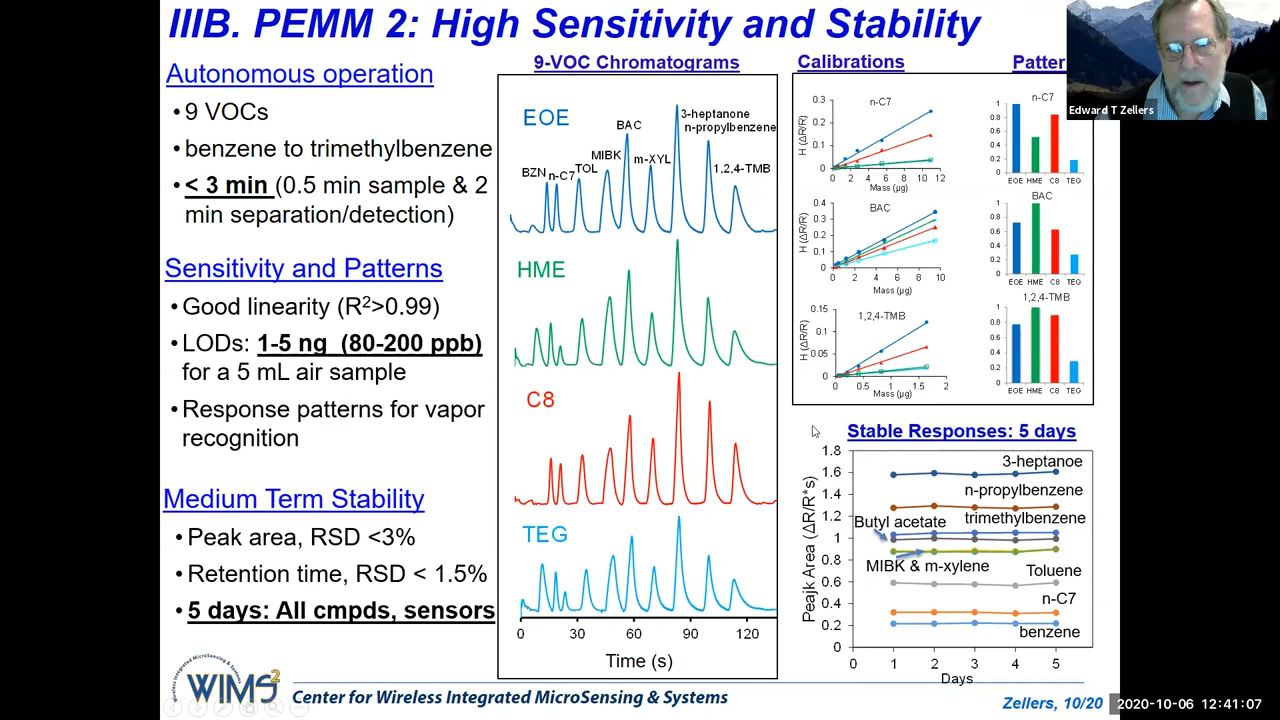 IIIB. PEMM 2: High Sensitivity and Stability
Autonomous operation
•9 VOCs
•benzene to trimethylbenzene
•< 3 min (0.5 min sample & 2
min separation/detection)
Sensitivity and Patterns
•Good linearity (R²>0.99)
•LODs: 1-5 ng (80-200 ppb)
for a 5 mL air sample
•Response patterns for vapor
recognition
Medium Term Stability
•Peak area, RSD <3%
•Retention time, RSD < 1.5%
•5 days: All cmpds, sensors
9-VOC Chromatograms
EOE
BZN
n-C7
TOL
MIBK
BAC
m-XYL
3-heptanone
n-propylbenzene
1,2,4-TMB
HME
C8
TEG
0 30 60 90 120
Time (s)
Calibrations
n-C7
H (ΔR/R)
0.3
0.2
0.1
0
0 2 4 6 8 10 12
Mass (µg)
BAC
H (ΔR/R)
0.4
0.3
0.2
0.1
0
0 2 4 6 8 10
Mass (µg)
1,2,4-TMB
H (ΔR/R)
0.15
0.1
0.05
0
0 0.5 1 1.5 2
Mass (µg)
Patter
n-C7
1
0.8
0.6
0.4
0.2
0
EOE HME C8 TEG
BAC
1
0.8
0.6
0.4
0.2
0
EOE HME C8 TEG
1,2,4-TMB
1
0.8
0.6
0.4
0.2
0
EOE HME C8 TEG
Edward T Zellers
Stable Responses: 5 days
Peajk Area (ΔR/R*s)
1.8
1.6
1.4
1.2
1
0.8
0.6
0.4
0.2
0
3-heptanoe
n-propylbenzene
Butyl acetate
trimethylbenzene
MIBK & m-xylene
Toluene
n-C7
benzene
0 1 2 3 4 5
Days
Wireless Integrated MicroSensing & Systems
WIMS²
Center for Wireless Integrated MicroSensing & Systems
Zellers, 10/20
2020-10-06 12:41:07